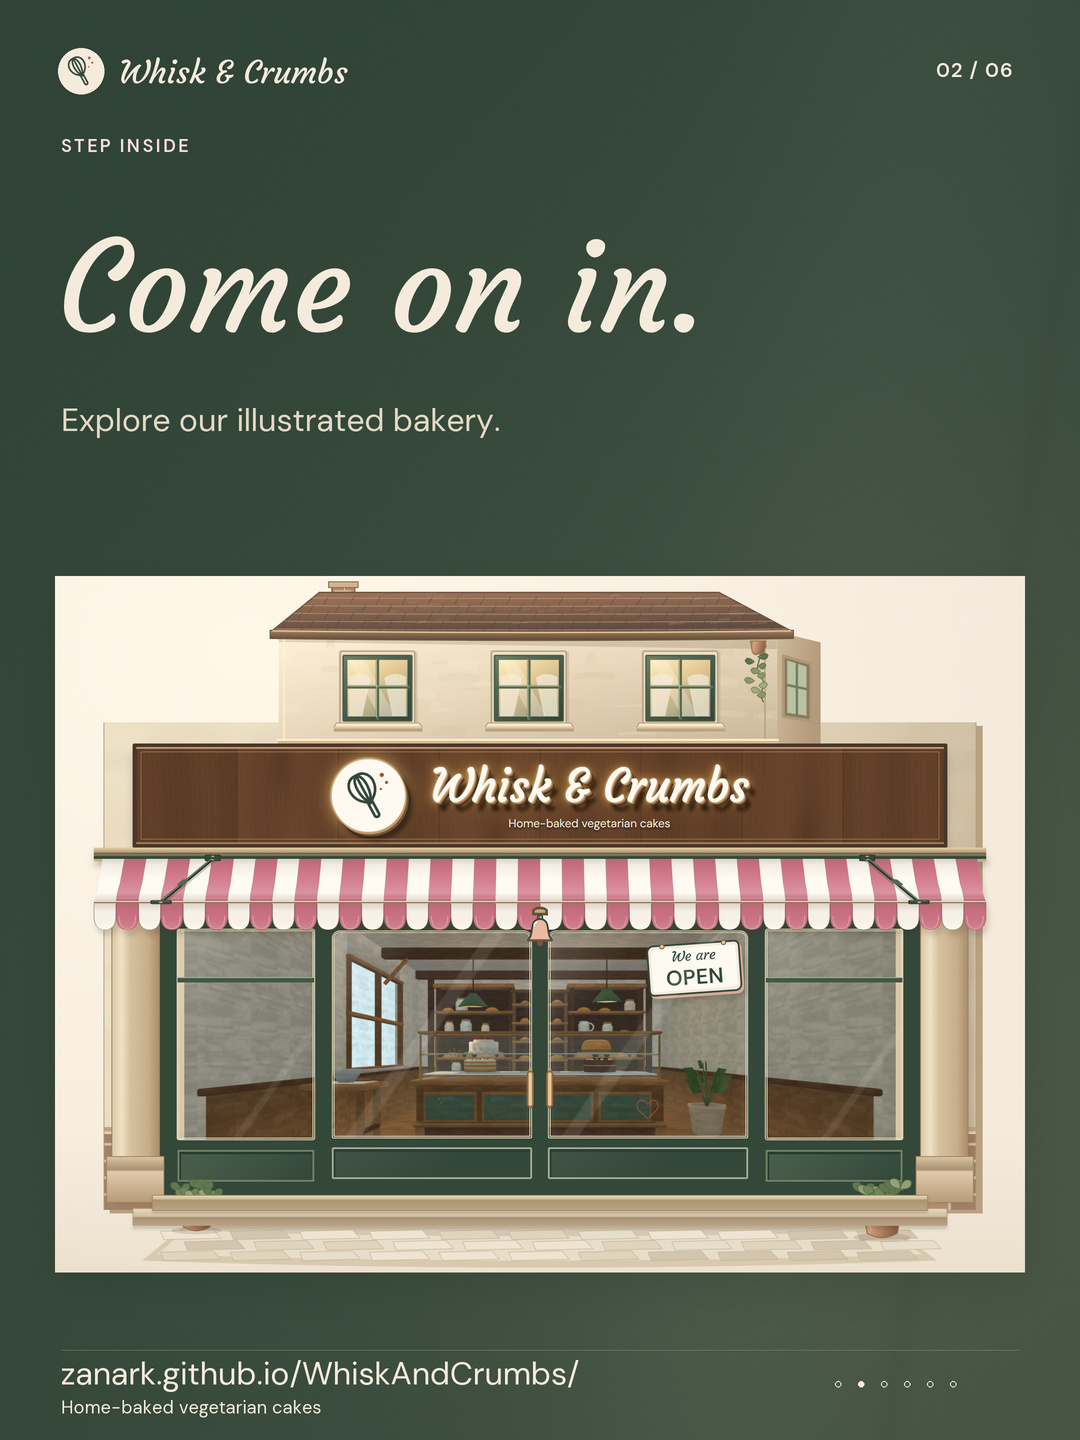 Whisk & Crumbs
02 / 06
STEP INSIDE
Come on in.
Explore our illustrated bakery.
Whisk & Crumbs
Home-baked vegetarian cakes
We are
OPEN
zanark.github.io/WhiskAndCrumbs/
Home-baked vegetarian cakes